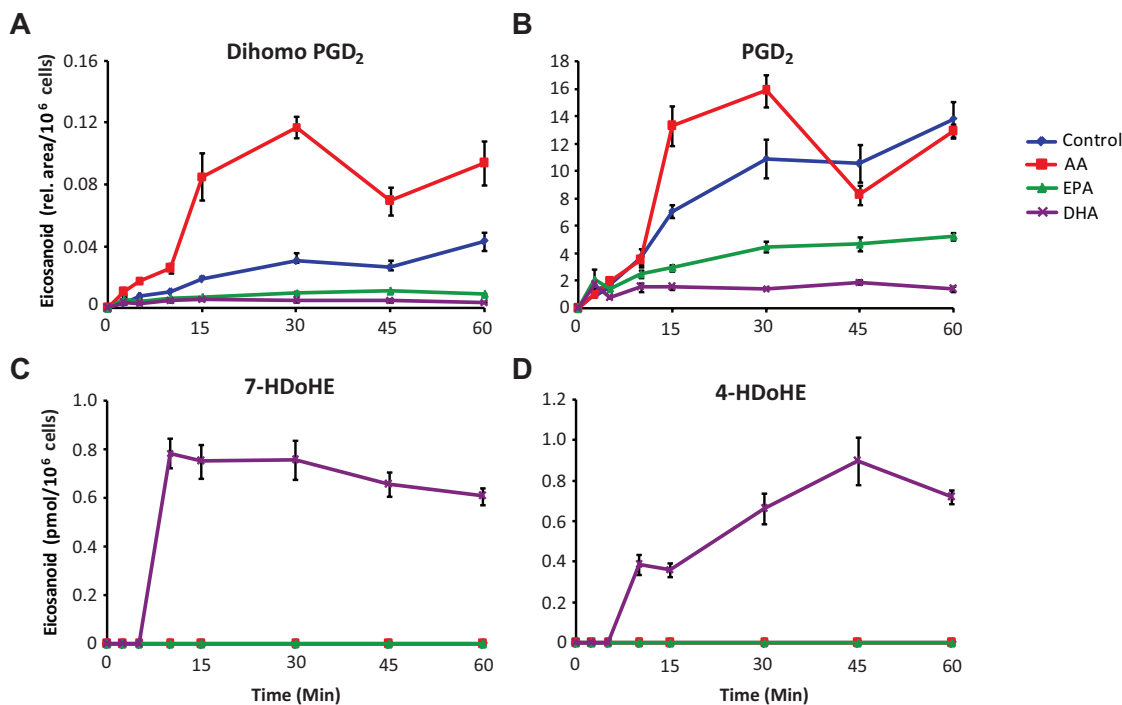 A
Dihomo PGD₂
Eicosanoid (rel. area/10⁶ cells)
0.16
0.12
0.08
0.04
0
0 15 30 45 60
B
PGD₂
18
16
14
12
10
8
6
4
2
0
0 15 30 45 60
Control
AA
EPA
DHA
C
7-HDoHE
Eicosanoid (pmol/10⁶ cells)
1.0
0.8
0.6
0.4
0.2
0
0 15 30 45 60
Time (Min)
D
4-HDoHE
1.2
1.0
0.8
0.6
0.4
0.2
0
0 15 30 45 60
Time (Min)